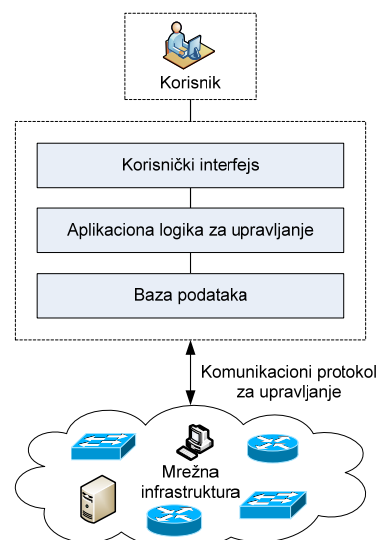 Korisnik
Korisnički interfejs
Aplikaciona logika za upravljanje
Baza podataka
Komunikacioni protokol
za upravljanje
Mrežna
infrastruktura